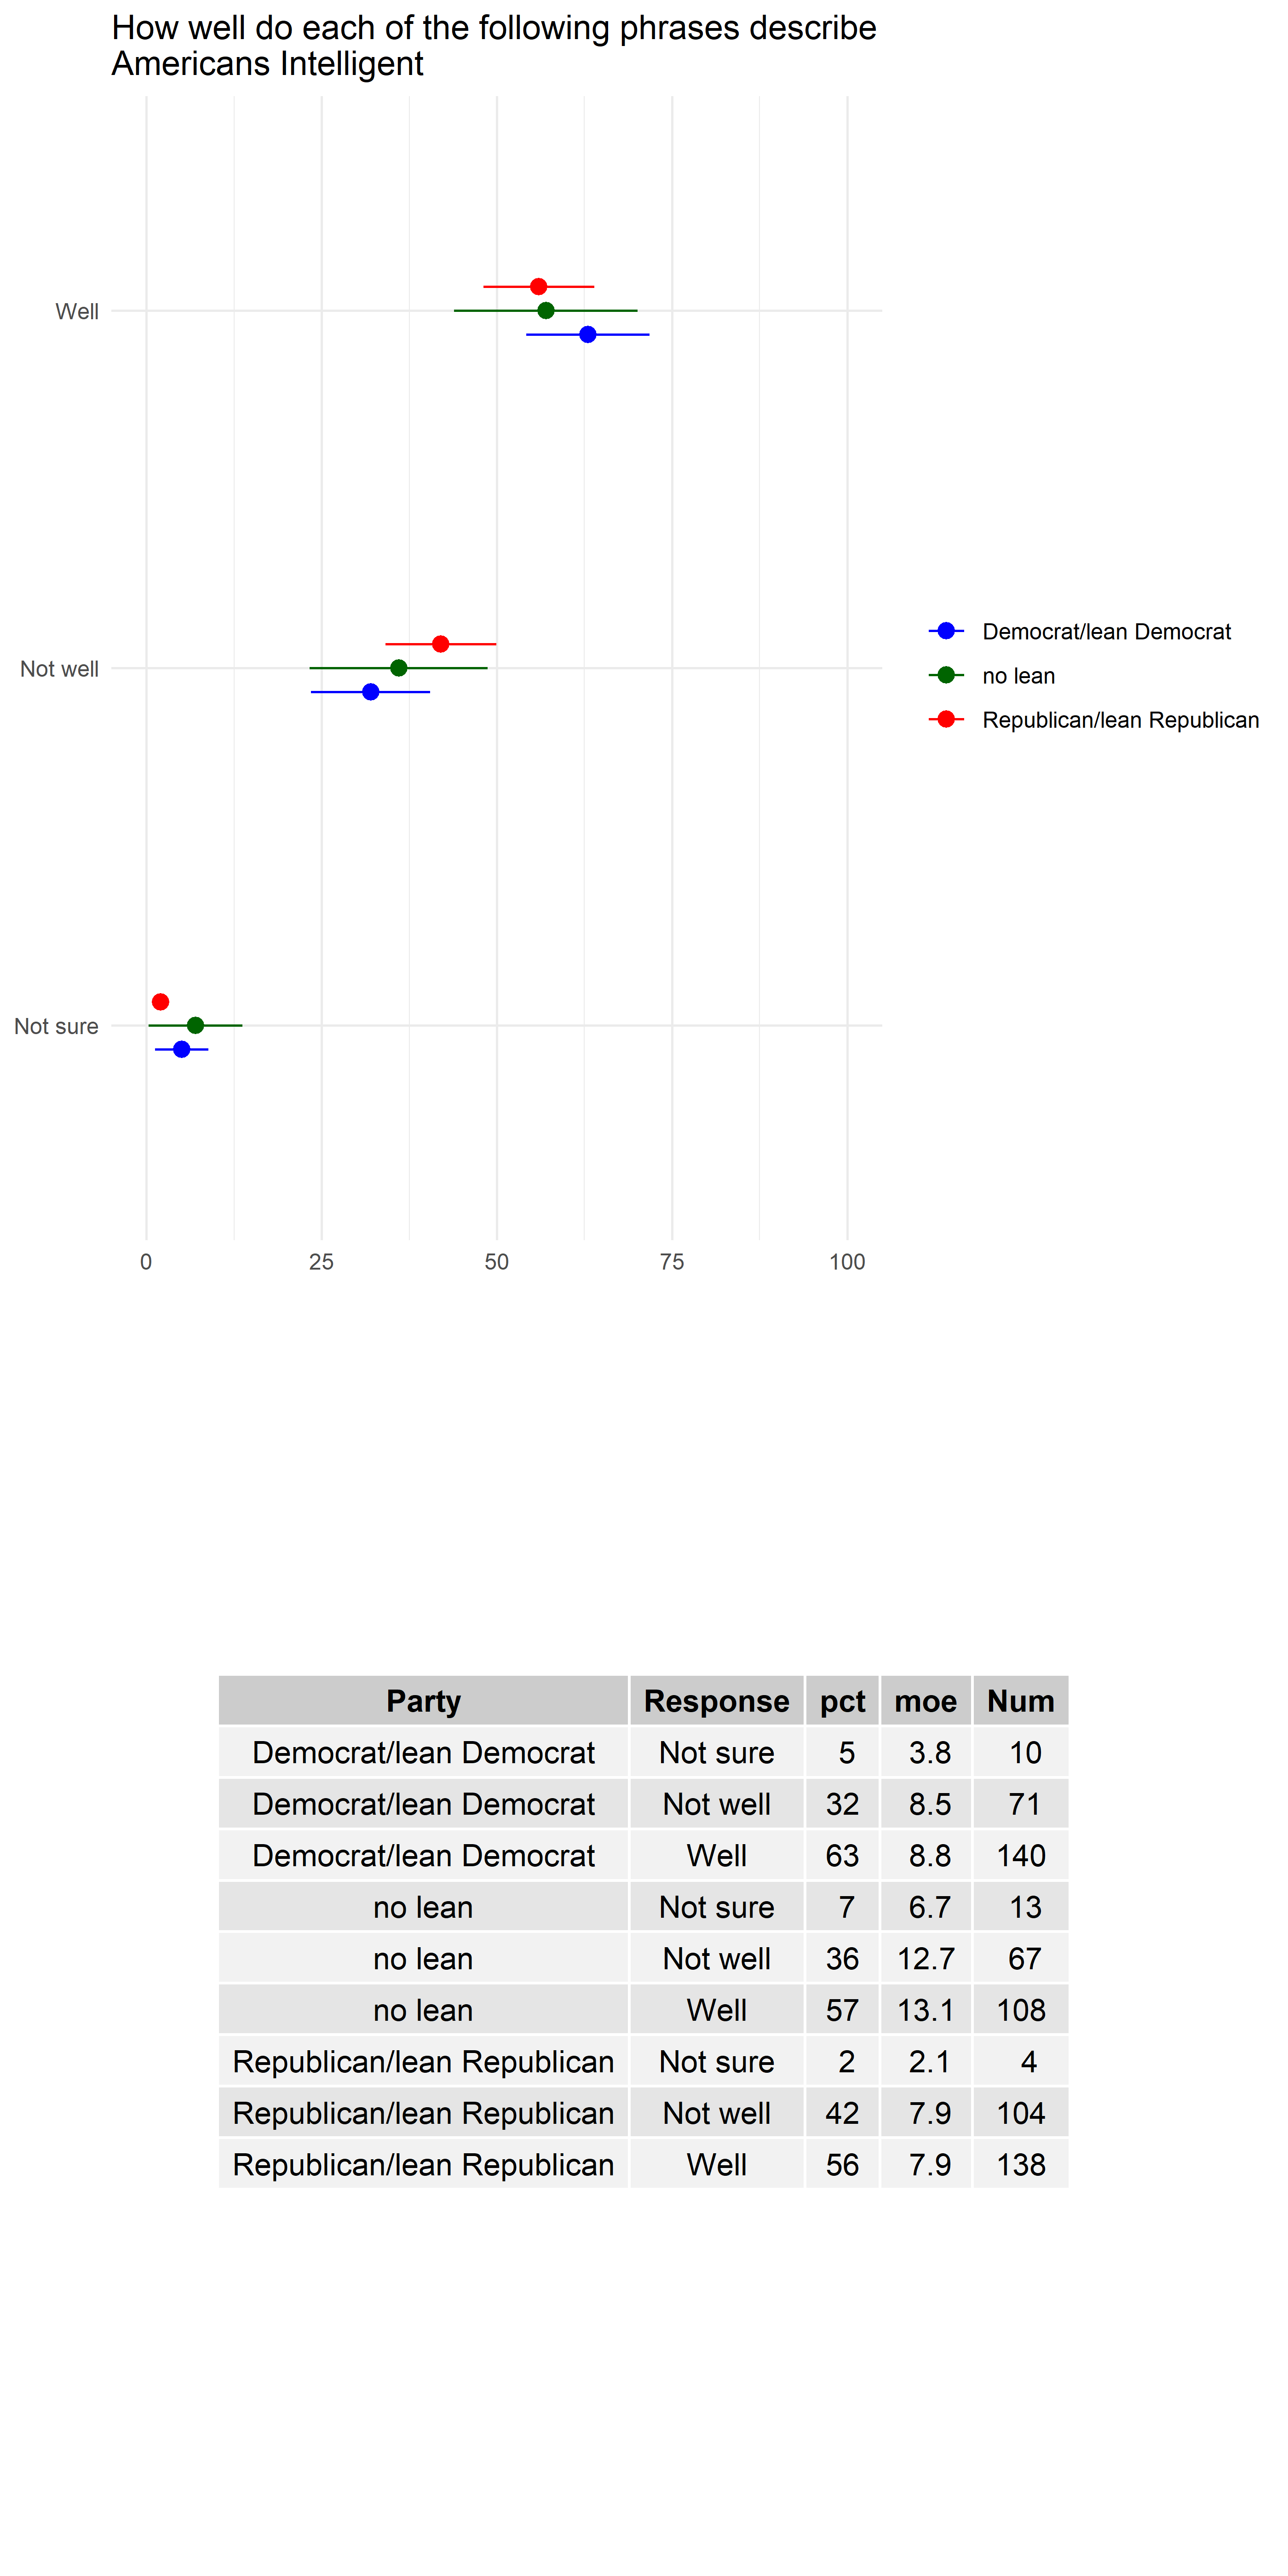 How well do each of the following phrases describe
Americans Intelligent
Well
Not well
Not sure
0 25 50 75 100
Democrat/lean Democrat
no lean
Republican/lean Republican
Party Response pct moe Num
Democrat/lean Democrat Not sure 5 3.8 10
Democrat/lean Democrat Not well 32 8.5 71
Democrat/lean Democrat Well 63 8.8 140
no lean Not sure 7 6.7 13
no lean Not well 36 12.7 67
no lean Well 57 13.1 108
Republican/lean Republican Not sure 2 2.1 4
Republican/lean Republican Not well 42 7.9 104
Republican/lean Republican Well 56 7.9 138